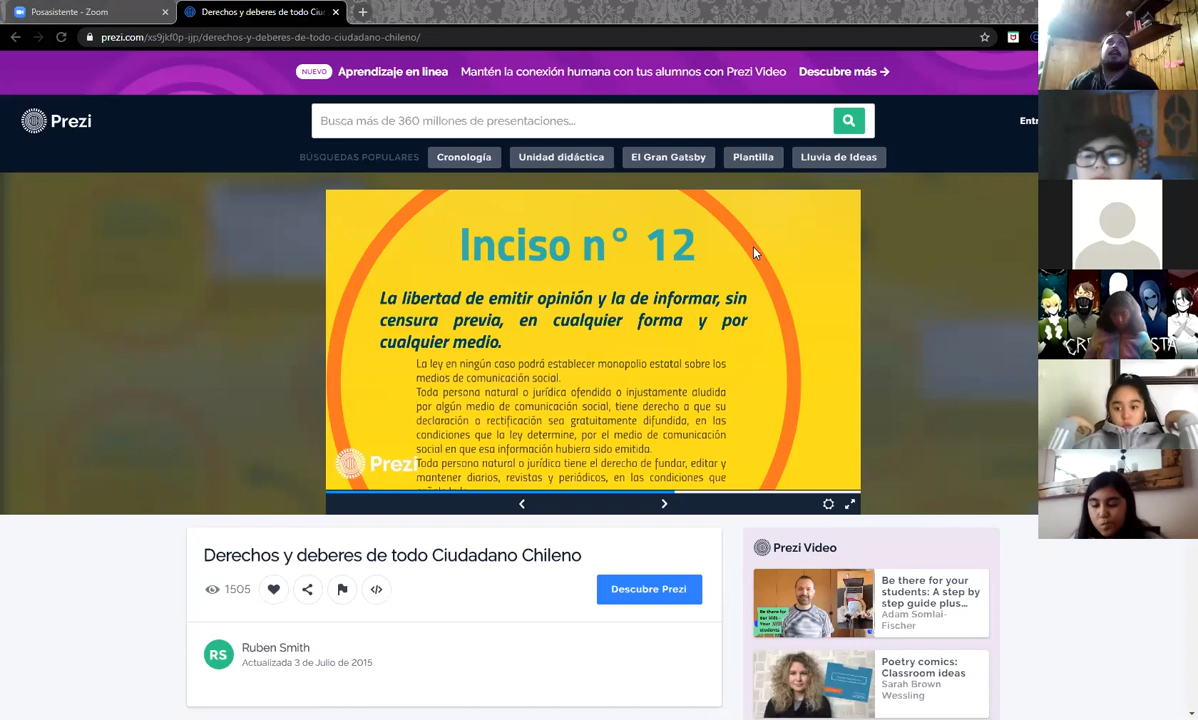 Posasistente - Zoom
Derechos y deberes de todo Ciu
prezi.com/xs9jkf0p-ijp/derechos-y-deberes-de-todo-ciudadano-chileno/
NUEVO Aprendizaje en linea Mantén la conexión humana con tus alumnos con Prezi Video Descubre más →
Prezi
Busca más de 360 millones de presentaciones...
Entr
BÚSQUEDAS POPULARES Cronología Unidad didáctica El Gran Gatsby Plantilla Lluvia de Ideas
Inciso n° 12
La libertad de emitir opinión y la de informar, sin
censura previa, en cualquier forma y por
cualquier medio.
La ley en ningún caso podrá establecer monopolio estatal sobre los
medios de comunicación social.
Toda persona natural o jurídica ofendida o injustamente aludida
por algún medio de comunicación social, tiene derecho a que su
declaración o rectificación sea gratuitamente difundida, en las
condiciones que la ley determine, por el medio de comunicación
social en que esa información hubiera sido emitida.
Toda persona natural o jurídica tiene el derecho de fundar, editar y
mantener diarios, revistas y periódicos, en las condiciones que
Prezi
Derechos y deberes de todo Ciudadano Chileno
1505
Descubre Prezi
RS
Ruben Smith
Actualizada 3 de Julio de 2015
Prezi Video
Be there for your
students: A step by
step guide plus...
Adam Somlai-
Fischer
Poetry comics:
Classroom ideas
Sarah Brown
Wessling